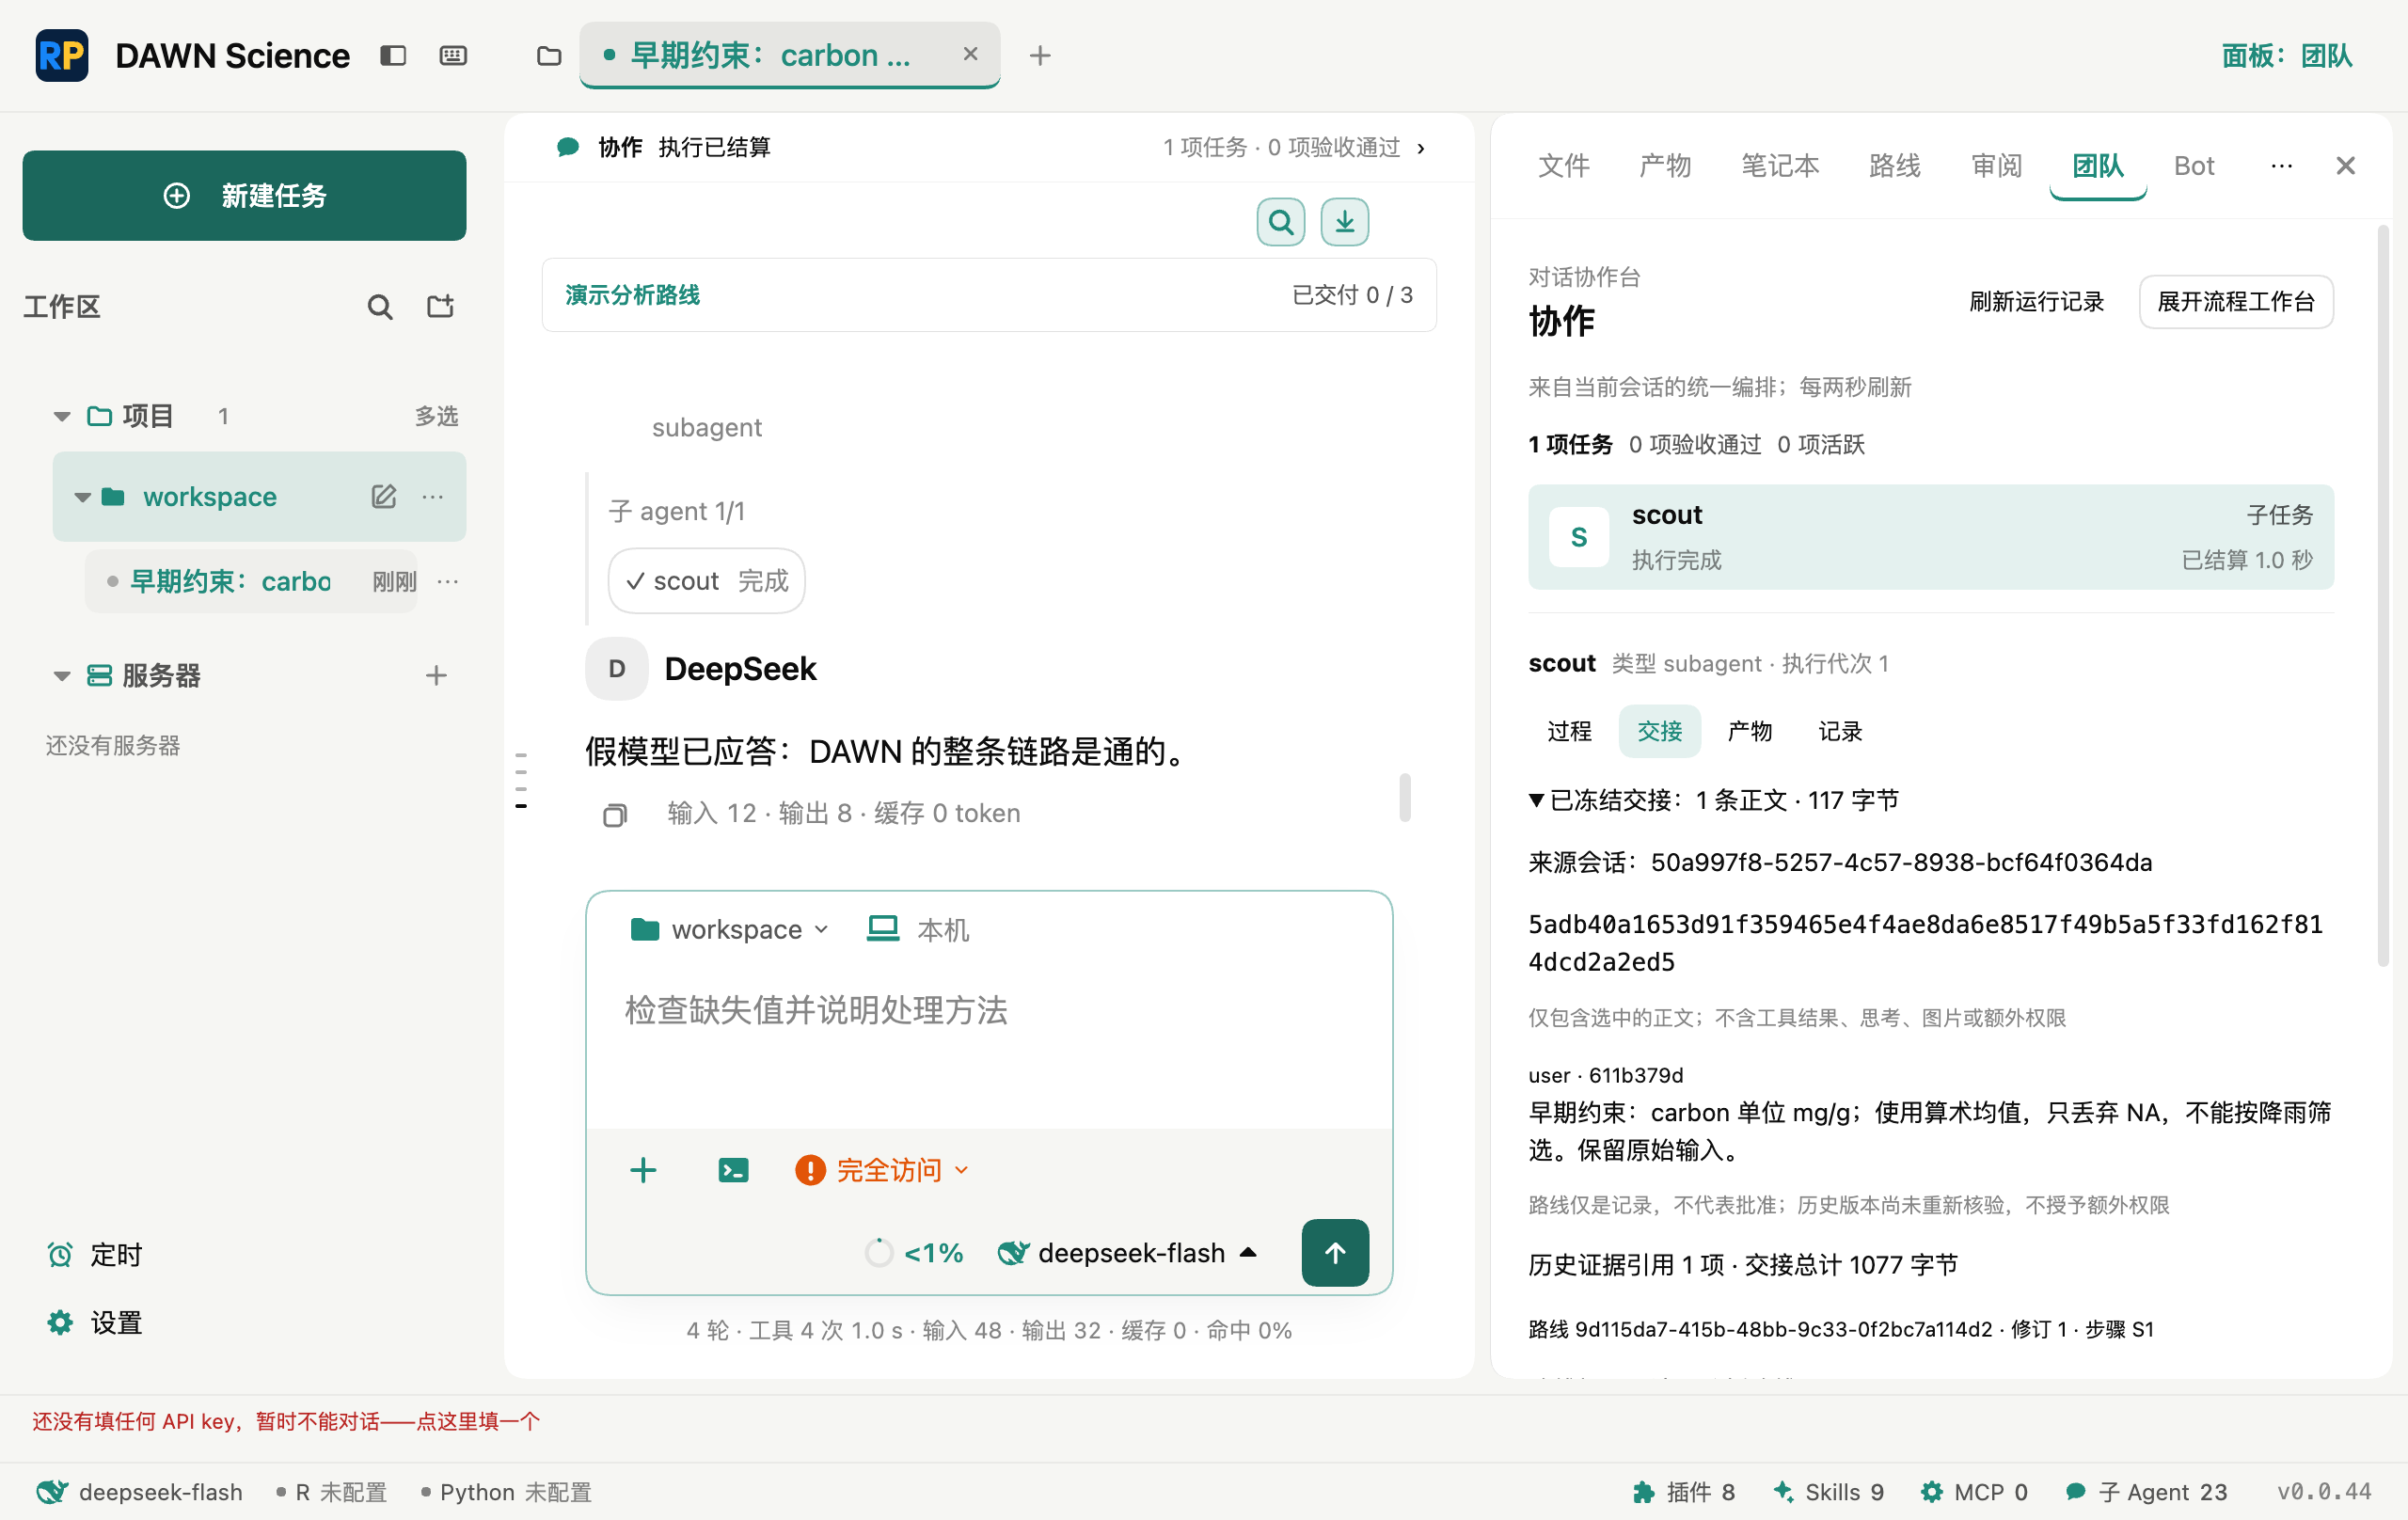 RP
DAWN Science
早期约束：carbon ...
面板：团队
新建任务
工作区
项目 1 多选
workspace
早期约束：carbo 刚刚
服务器
还没有服务器
定时
设置
协作 执行已结算
1 项任务 · 0 项验收通过 ›
演示分析路线 已交付 0 / 3
subagent
子 agent 1/1
scout 完成
D DeepSeek
假模型已应答：DAWN 的整条链路是通的。
输入 12 · 输出 8 · 缓存 0 token
workspace 本机
检查缺失值并说明处理方法
完全访问
<1% deepseek-flash
4 轮 · 工具 4 次 1.0 s · 输入 48 · 输出 32 · 缓存 0 · 命中 0%
文件 产物 笔记本 路线 审阅 团队 Bot ···
对话协作台
协作
刷新运行记录 展开流程工作台
来自当前会话的统一编排；每两秒刷新
1 项任务 0 项验收通过 0 项活跃
S scout 子任务
执行完成 已结算 1.0 秒
scout 类型 subagent · 执行代次 1
过程 交接 产物 记录
已冻结交接：1 条正文 · 117 字节
来源会话：50a997f8-5257-4c57-8938-bcf64f0364da
5adb40a1653d91f359465e4f4ae8da6e8517f49b5a5f33fd162f81
4dcd2a2ed5
仅包含选中的正文；不含工具结果、思考、图片或额外权限
user · 611b379d
早期约束：carbon 单位 mg/g；使用算术均值，只丢弃 NA，不能按降雨筛
选。保留原始输入。
路线仅是记录，不代表批准；历史版本尚未重新核验，不授予额外权限
历史证据引用 1 项 · 交接总计 1077 字节
路线 9d115da7-415b-48bb-9c33-0f2bc7a114d2 · 修订 1 · 步骤 S1
还没有填任何 API key，暂时不能对话——点这里填一个
deepseek-flash R 未配置 Python 未配置
插件 8 Skills 9 MCP 0 子 Agent 23 v0.0.44